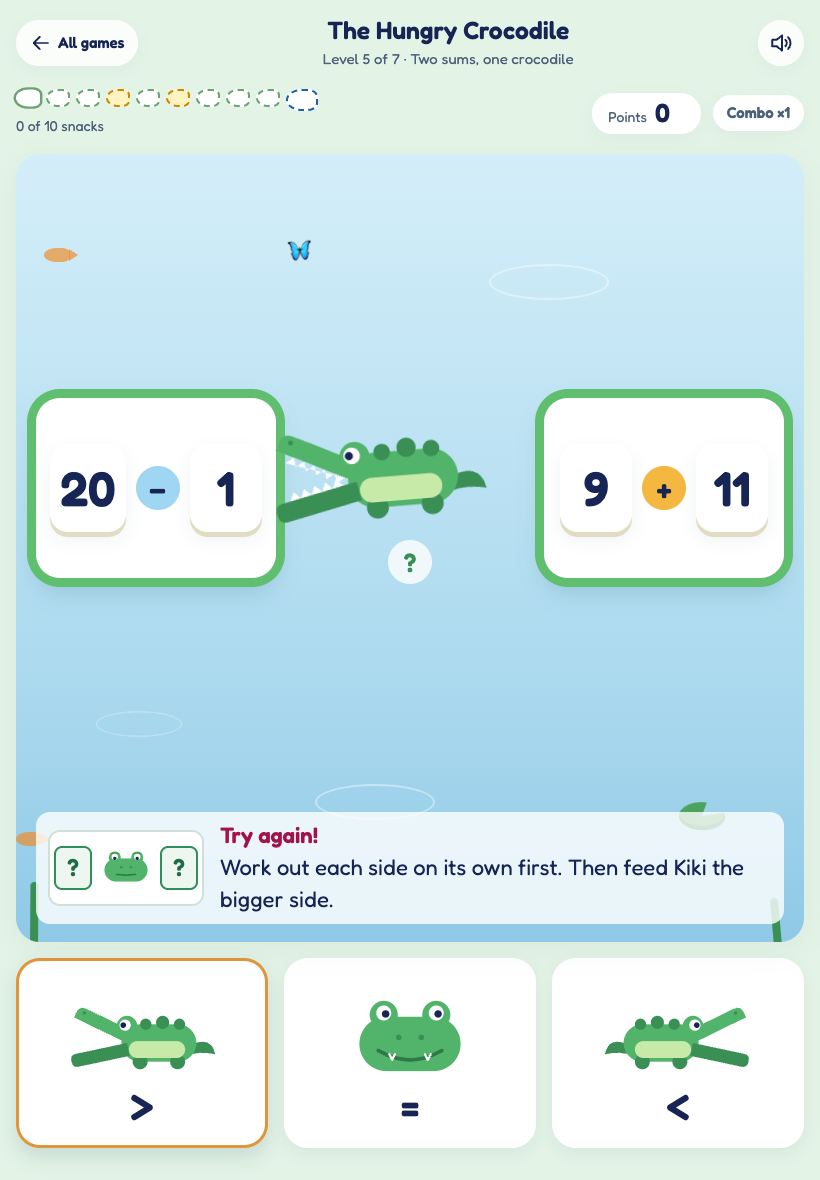 All games
The Hungry Crocodile
Level 5 of 7 · Two sums, one crocodile
0 of 10 snacks
Points 0
Combo ×1
20 - 1
9 + 11
?
? ?
Try again!
Work out each side on its own first. Then feed Kiki the
bigger side.
> = <